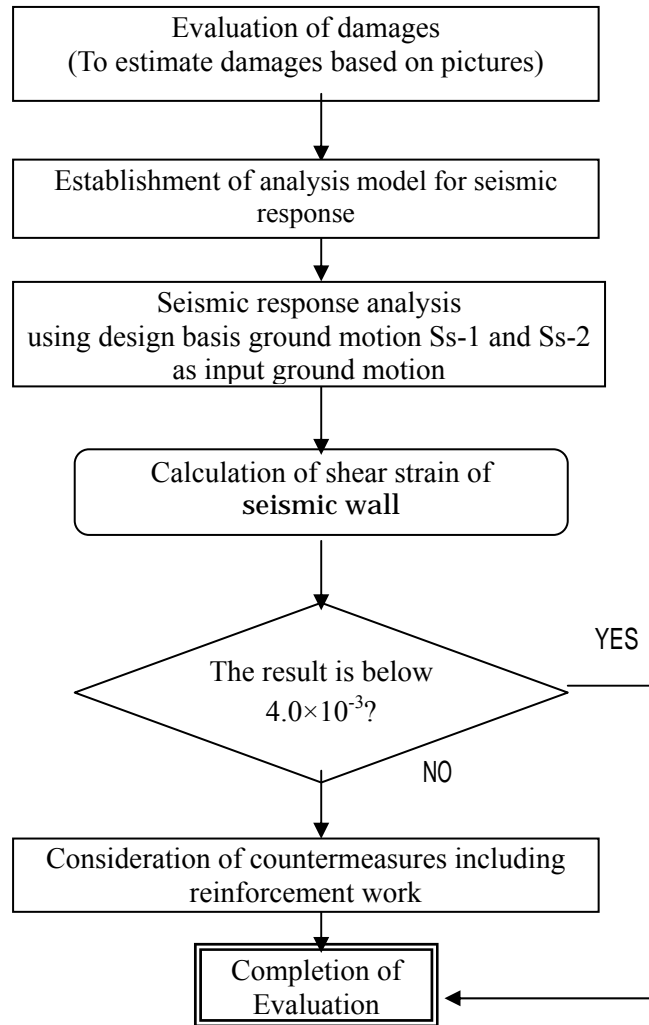 Evaluation of damages
(To estimate damages based on pictures)
Establishment of analysis model for seismic
response
Seismic response analysis
using design basis ground motion Ss-1 and Ss-2
as input ground motion
Calculation of shear strain of
seismic wall
The result is below
4.0×10⁻³?
YES
NO
Consideration of countermeasures including
reinforcement work
Completion of
Evaluation